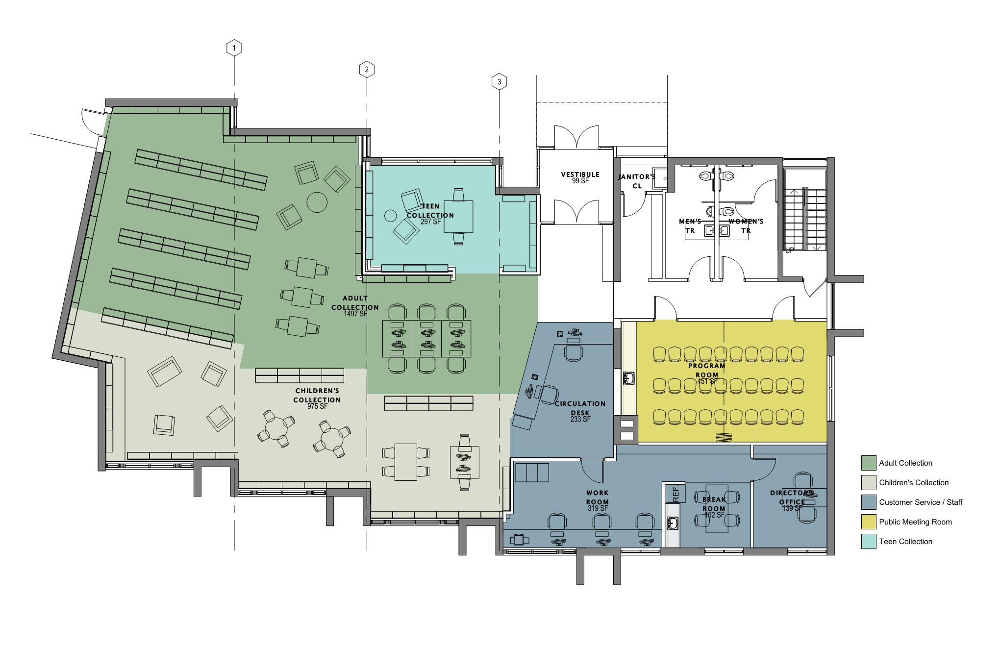 1
2
3
VESTIBULE
99 SF
JANITOR'S
CL
TEEN
COLLECTION
297 SF
MEN'S
TR
WOMEN'S
TR
UP
ADULT
COLLECTION
1497 SF
PROGRAM
ROOM
451 SF
CHILDREN'S
COLLECTION
975 SF
CIRCULATION
DESK
233 SF
WORK
ROOM
319 SF
REF.
BREAK
ROOM
102 SF
DIRECTOR'S
OFFICE
139 SF
Adult Collection
Children's Collection
Customer Service / Staff
Public Meeting Room
Teen Collection